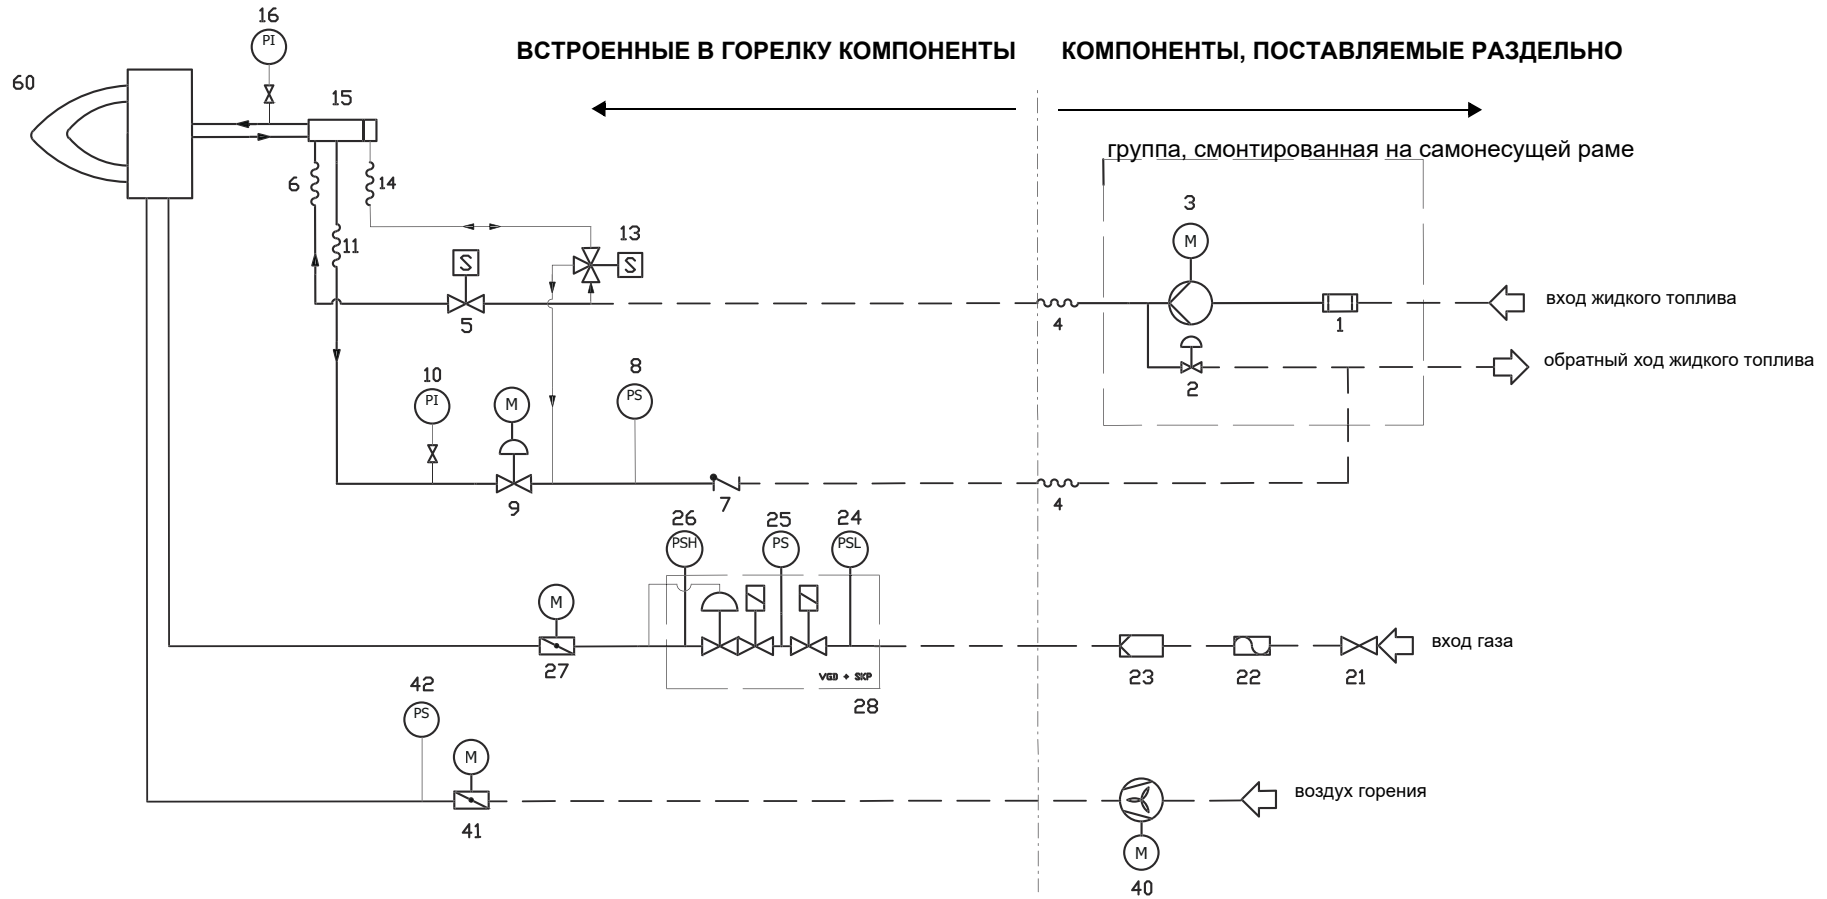 16
PI
ВСТРОЕННЫЕ В ГОРЕЛКУ КОМПОНЕНТЫ
КОМПОНЕНТЫ, ПОСТАВЛЯЕМЫЕ РАЗДЕЛЬНО
60
15
группа, смонтированная на самонесущей раме
6
14
3
11
13
M
S
S
5
4
1
вход жидкого топлива
обратный ход жидкого топлива
10
8
2
PI
M
PS
9
7
4
26
25
24
PSH
PS
PSL
M
27
VGD + SKP
28
23
22
21
вход газа
42
PS
M
41
воздух горения
M
40